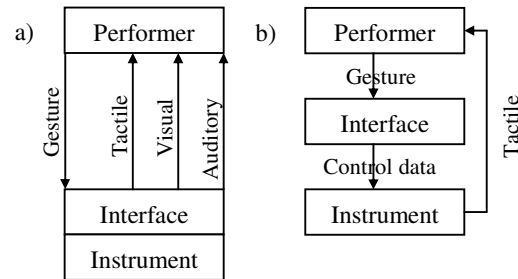 a)
Performer
Gesture
Tactile
Visual
Auditory
Interface
Instrument
b)
Performer
Gesture
Interface
Control data
Instrument
Tactile